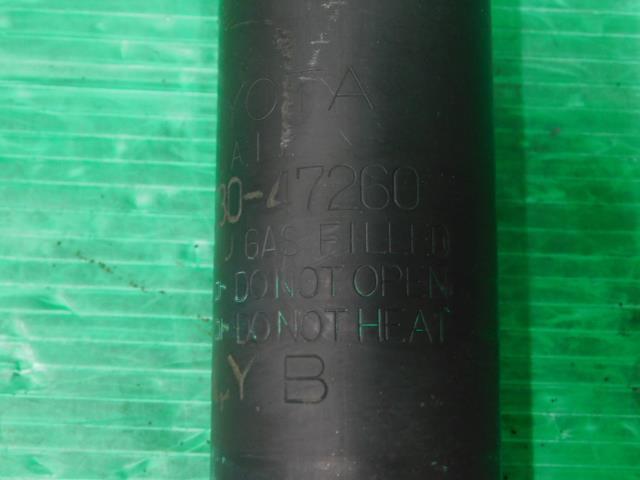 YOTA
30-47260
GAS FILLED
DO NOT OPEN
DO NOT HEAT
Y B